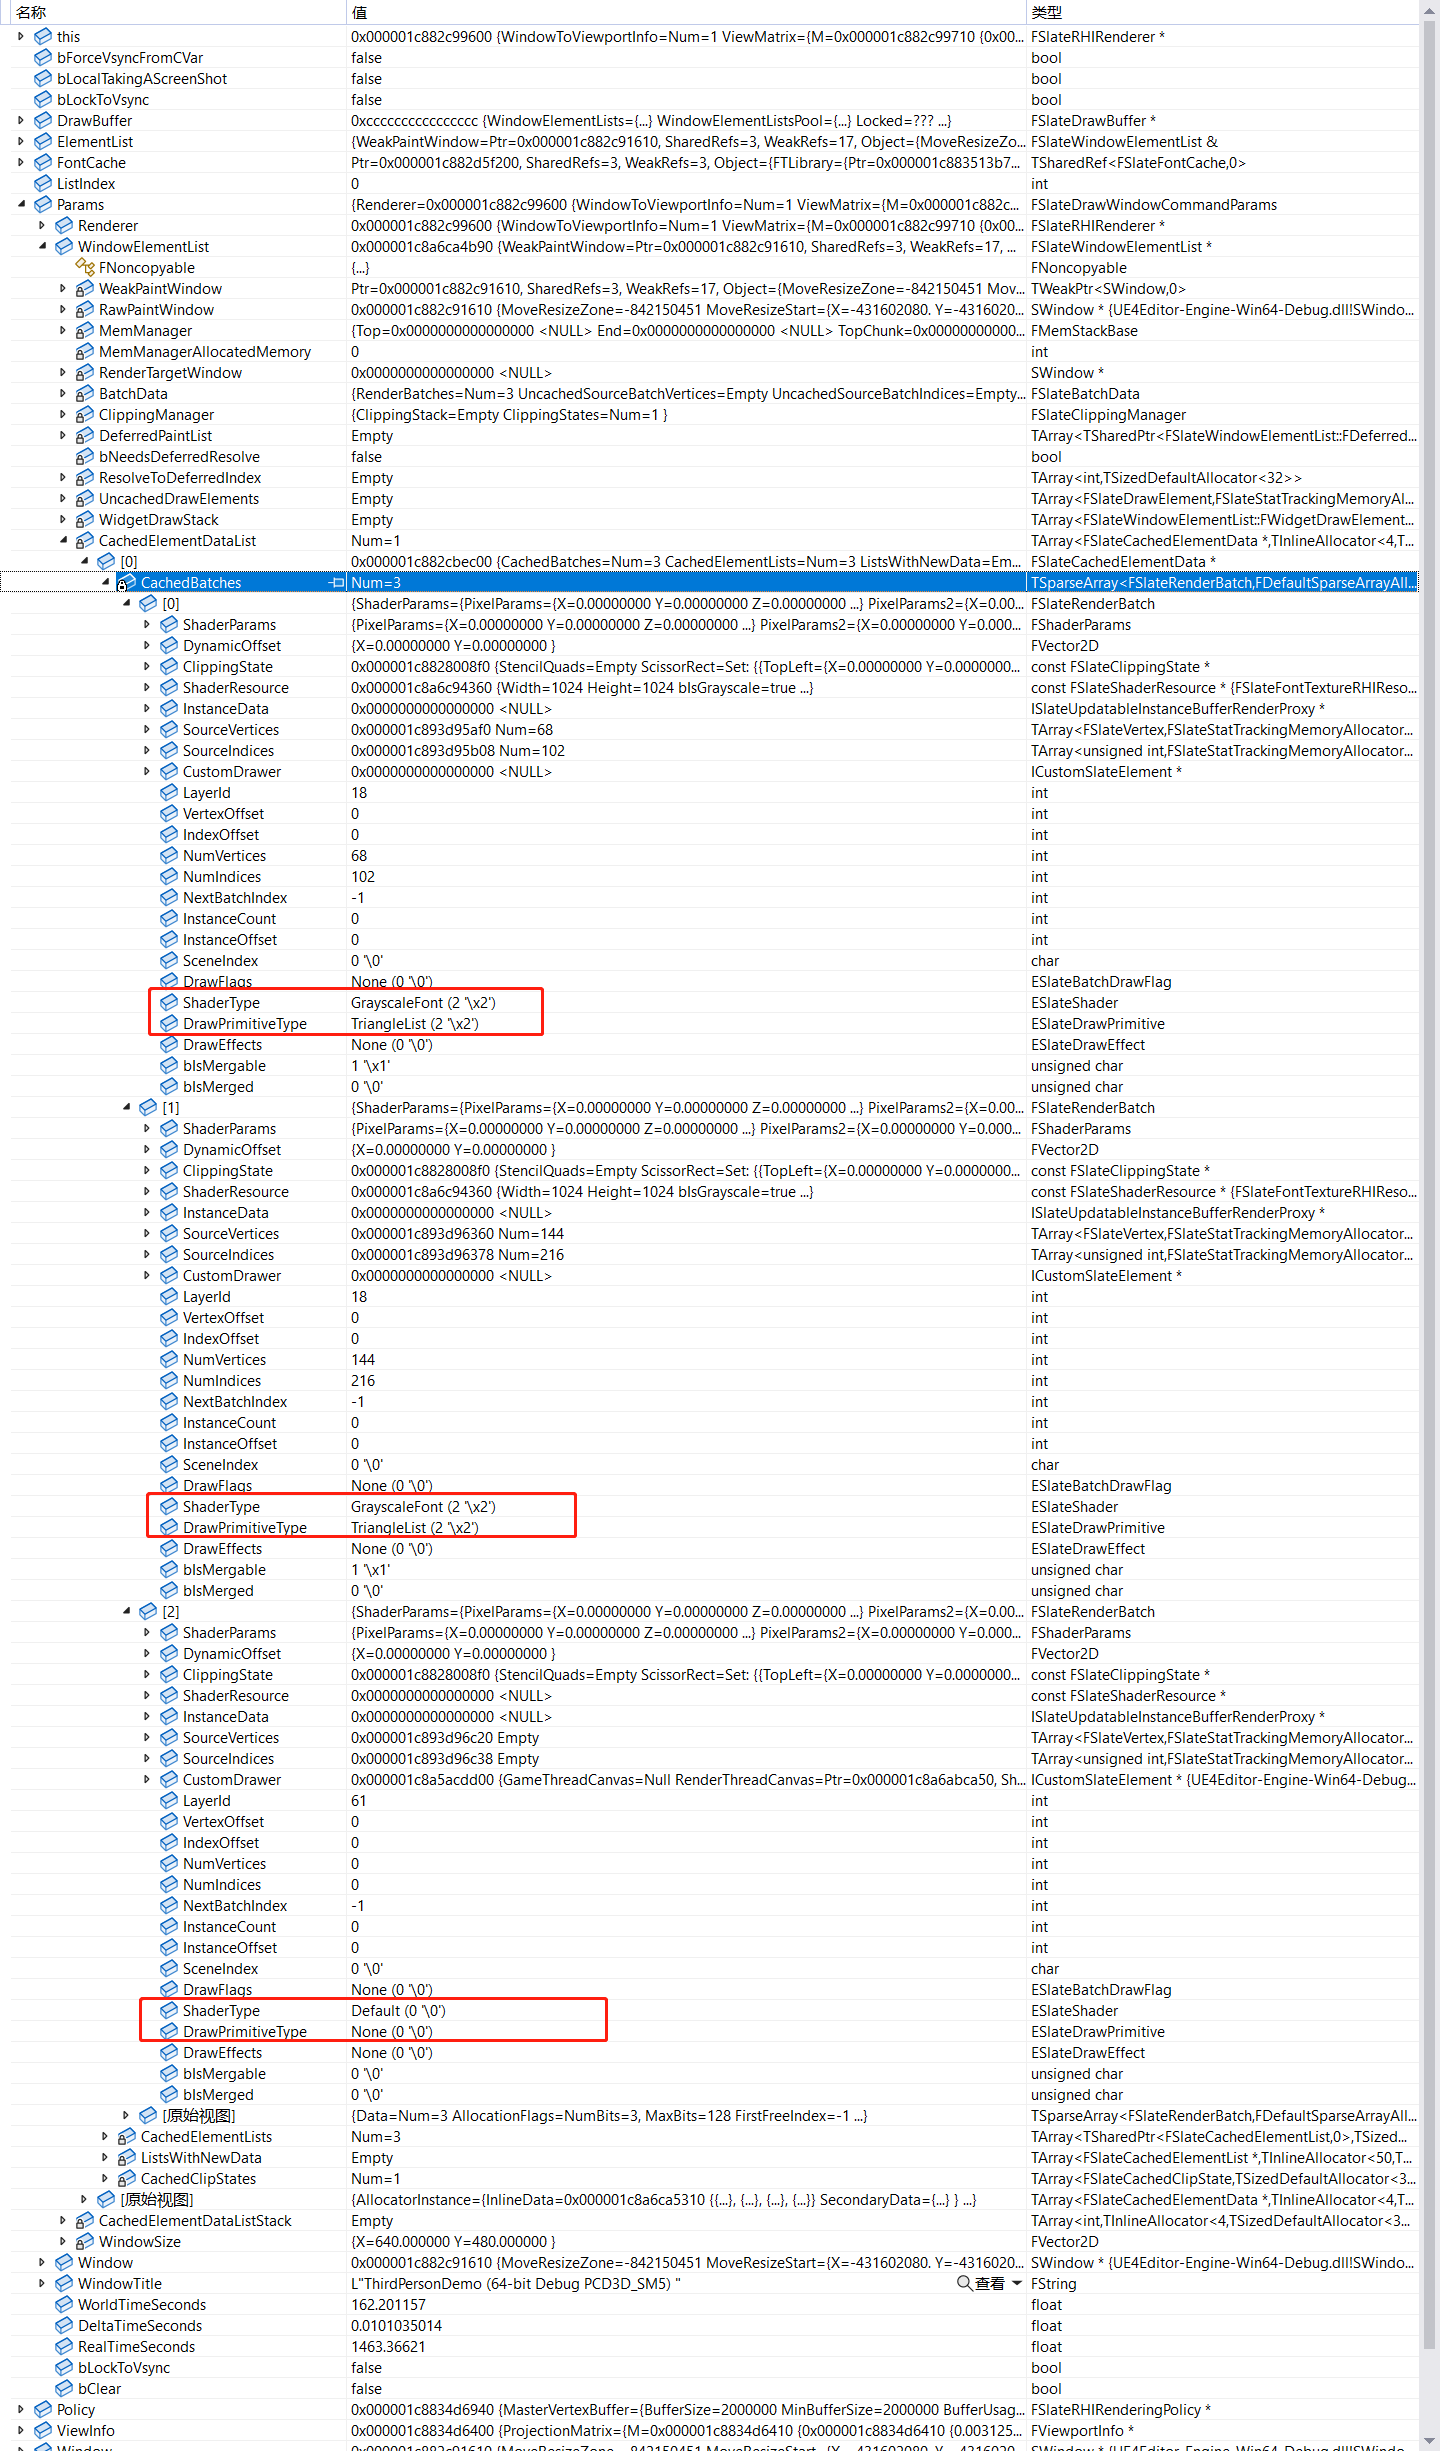 名称 值 类型
this 0x000001c882c99600 {WindowToViewportInfo=Num=1 ViewMatrix={M=0x000001c882c99710 {0x00... FSlateRHIRenderer *
bForceVsyncFromCVar false bool
bLocalTakingAScreenShot false bool
bLockToVsync false bool
DrawBuffer 0xcccccccccccccccc {WindowElementLists={...} WindowElementListsPool={...} Locked=??? ...} FSlateDrawBuffer *
ElementList {WeakPaintWindow=Ptr=0x000001c882c91610, SharedRefs=3, WeakRefs=17, Object={MoveResizeZo... FSlateWindowElementList &
FontCache Ptr=0x000001c882d5f200, SharedRefs=3, WeakRefs=3, Object={FTLibrary={Ptr=0x000001c883513b7... TSharedRef<FSlateFontCache,0>
ListIndex 0 int
Params {Renderer=0x000001c882c99600 {WindowToViewportInfo=Num=1 ViewMatrix={M=0x000001c882c... FSlateDrawWindowCommandParams
Renderer 0x000001c882c99600 {WindowToViewportInfo=Num=1 ViewMatrix={M=0x000001c882c99710 {0x00... FSlateRHIRenderer *
WindowElementList 0x000001c8a6ca4b90 {WeakPaintWindow=Ptr=0x000001c882c91610, SharedRefs=3, WeakRefs=17, ... FSlateWindowElementList *
FNoncopyable {...} FNoncopyable
WeakPaintWindow Ptr=0x000001c882c91610, SharedRefs=3, WeakRefs=17, Object={MoveResizeZone=-842150451 Mov... TWeakPtr<SWindow,0>
RawPaintWindow 0x000001c882c91610 {MoveResizeZone=-842150451 MoveResizeStart={X=-431602080. Y=-4316020... SWindow * {UE4Editor-Engine-Win64-Debug.dll!SWindo...
MemManager {Top=0x0000000000000000 <NULL> End=0x0000000000000000 <NULL> TopChunk=0x00000000000... FMemStackBase
MemManagerAllocatedMemory 0 int
RenderTargetWindow 0x0000000000000000 <NULL> SWindow *
BatchData {RenderBatches=Num=3 UncachedSourceBatchVertices=Empty UncachedSourceBatchIndices=Empty... FSlateBatchData
ClippingManager {ClippingStack=Empty ClippingStates=Num=1 } FSlateClippingManager
DeferredPaintList Empty TArray<TSharedPtr<FSlateWindowElementList::FDeferred...
bNeedsDeferredResolve false bool
ResolveToDeferredIndex Empty TArray<int,TSizedDefaultAllocator<32>>
UncachedDrawElements Empty TArray<FSlateDrawElement,FSlateStatTrackingMemoryAl...
WidgetDrawStack Empty TArray<FSlateWindowElementList::FWidgetDrawElement...
CachedElementDataList Num=1 TArray<FSlateCachedElementData *,TInlineAllocator<4,T...
[0] 0x000001c882cbec00 {CachedBatches=Num=3 CachedElementLists=Num=3 ListsWithNewData=Em... FSlateCachedElementData *
CachedBatches Num=3 TSparseArray<FSlateRenderBatch,FDefaultSparseArrayAll...
[0] {ShaderParams={PixelParams={X=0.00000000 Y=0.00000000 Z=0.00000000 ...} PixelParams2={X=0.00... FSlateRenderBatch
ShaderParams {PixelParams={X=0.00000000 Y=0.00000000 Z=0.00000000 ...} PixelParams2={X=0.00000000 Y=0.000... FShaderParams
DynamicOffset {X=0.00000000 Y=0.00000000 } FVector2D
ClippingState 0x000001c8828008f0 {StencilQuads=Empty ScissorRect=Set: {{TopLeft={X=0.00000000 Y=0.0000000... const FSlateClippingState *
ShaderResource 0x000001c8a6c94360 {Width=1024 Height=1024 bIsGrayscale=true ...} const FSlateShaderResource * {FSlateFontTextureRHIReso...
InstanceData 0x0000000000000000 <NULL> ISlateUpdatableInstanceBufferRenderProxy *
SourceVertices 0x000001c893d95af0 Num=68 TArray<FSlateVertex,FSlateStatTrackingMemoryAllocator...
SourceIndices 0x000001c893d95b08 Num=102 TArray<unsigned int,FSlateStatTrackingMemoryAllocator...
CustomDrawer 0x0000000000000000 <NULL> ICustomSlateElement *
LayerId 18 int
VertexOffset 0 int
IndexOffset 0 int
NumVertices 68 int
NumIndices 102 int
NextBatchIndex -1 int
InstanceCount 0 int
InstanceOffset 0 int
SceneIndex 0 '\0' char
DrawFlags None (0 '\0') ESlateBatchDrawFlag
ShaderType GrayscaleFont (2 '\x2') ESlateShader
DrawPrimitiveType TriangleList (2 '\x2') ESlateDrawPrimitive
DrawEffects None (0 '\0') ESlateDrawEffect
bIsMergable 1 '\x1' unsigned char
bIsMerged 0 '\0' unsigned char
[1] {ShaderParams={PixelParams={X=0.00000000 Y=0.00000000 Z=0.00000000 ...} PixelParams2={X=0.00... FSlateRenderBatch
ShaderParams {PixelParams={X=0.00000000 Y=0.00000000 Z=0.00000000 ...} PixelParams2={X=0.00000000 Y=0.000... FShaderParams
DynamicOffset {X=0.00000000 Y=0.00000000 } FVector2D
ClippingState 0x000001c8828008f0 {StencilQuads=Empty ScissorRect=Set: {{TopLeft={X=0.00000000 Y=0.0000000... const FSlateClippingState *
ShaderResource 0x000001c8a6c94360 {Width=1024 Height=1024 bIsGrayscale=true ...} const FSlateShaderResource * {FSlateFontTextureRHIReso...
InstanceData 0x0000000000000000 <NULL> ISlateUpdatableInstanceBufferRenderProxy *
SourceVertices 0x000001c893d96360 Num=144 TArray<FSlateVertex,FSlateStatTrackingMemoryAllocator...
SourceIndices 0x000001c893d96378 Num=216 TArray<unsigned int,FSlateStatTrackingMemoryAllocator...
CustomDrawer 0x0000000000000000 <NULL> ICustomSlateElement *
LayerId 18 int
VertexOffset 0 int
IndexOffset 0 int
NumVertices 144 int
NumIndices 216 int
NextBatchIndex -1 int
InstanceCount 0 int
InstanceOffset 0 int
SceneIndex 0 '\0' char
DrawFlags None (0 '\0') ESlateBatchDrawFlag
ShaderType GrayscaleFont (2 '\x2') ESlateShader
DrawPrimitiveType TriangleList (2 '\x2') ESlateDrawPrimitive
DrawEffects None (0 '\0') ESlateDrawEffect
bIsMergable 1 '\x1' unsigned char
bIsMerged 0 '\0' unsigned char
[2] {ShaderParams={PixelParams={X=0.00000000 Y=0.00000000 Z=0.00000000 ...} PixelParams2={X=0.00... FSlateRenderBatch
ShaderParams {PixelParams={X=0.00000000 Y=0.00000000 Z=0.00000000 ...} PixelParams2={X=0.00000000 Y=0.000... FShaderParams
DynamicOffset {X=0.00000000 Y=0.00000000 } FVector2D
ClippingState 0x000001c8828008f0 {StencilQuads=Empty ScissorRect=Set: {{TopLeft={X=0.00000000 Y=0.0000000... const FSlateClippingState *
ShaderResource 0x0000000000000000 <NULL> const FSlateShaderResource *
InstanceData 0x0000000000000000 <NULL> ISlateUpdatableInstanceBufferRenderProxy *
SourceVertices 0x000001c893d96c20 Empty TArray<FSlateVertex,FSlateStatTrackingMemoryAllocator...
SourceIndices 0x000001c893d96c38 Empty TArray<unsigned int,FSlateStatTrackingMemoryAllocator...
CustomDrawer 0x000001c8a5acdd00 {GameThreadCanvas=Null RenderThreadCanvas=Ptr=0x000001c8a6abca50, Sh... ICustomSlateElement * {UE4Editor-Engine-Win64-Debug...
LayerId 61 int
VertexOffset 0 int
IndexOffset 0 int
NumVertices 0 int
NumIndices 0 int
NextBatchIndex -1 int
InstanceCount 0 int
InstanceOffset 0 int
SceneIndex 0 '\0' char
DrawFlags None (0 '\0') ESlateBatchDrawFlag
ShaderType Default (0 '\0') ESlateShader
DrawPrimitiveType None (0 '\0') ESlateDrawPrimitive
DrawEffects None (0 '\0') ESlateDrawEffect
bIsMergable 0 '\0' unsigned char
bIsMerged 0 '\0' unsigned char
[原始视图] {Data=Num=3 AllocationFlags=NumBits=3, MaxBits=128 FirstFreeIndex=-1 ...} TSparseArray<FSlateRenderBatch,FDefaultSparseArrayAll...
CachedElementLists Num=3 TArray<TSharedPtr<FSlateCachedElementList,0>,TSized...
ListsWithNewData Empty TArray<FSlateCachedElementList *,TInlineAllocator<50,T...
CachedClipStates Num=1 TArray<FSlateCachedClipState,TSizedDefaultAllocator<3...
[原始视图] {AllocatorInstance={InlineData=0x000001c8a6ca5310 {{...}, {...}, {...}, {...}} SecondaryData={...} } ...} TArray<FSlateCachedElementData *,TInlineAllocator<4,T...
CachedElementDataListStack Empty TArray<int,TInlineAllocator<4,TSizedDefaultAllocator<3...
WindowSize {X=640.000000 Y=480.000000 } FVector2D
Window 0x000001c882c91610 {MoveResizeZone=-842150451 MoveResizeStart={X=-431602080. Y=-4316020... SWindow * {UE4Editor-Engine-Win64-Debug.dll!SWindo...
WindowTitle L"ThirdPersonDemo (64-bit Debug PCD3D_SM5) " 查看 FString
WorldTimeSeconds 162.201157 float
DeltaTimeSeconds 0.0101035014 float
RealTimeSeconds 1463.36621 float
bLockToVsync false bool
bClear false bool
Policy 0x000001c8834d6940 {MasterVertexBuffer={BufferSize=2000000 MinBufferSize=2000000 BufferUsag... FSlateRHIRenderingPolicy *
ViewInfo 0x000001c8834d6400 {ProjectionMatrix={M=0x000001c8834d6410 {0x000001c8834d6410 {0.003125... FViewportInfo *